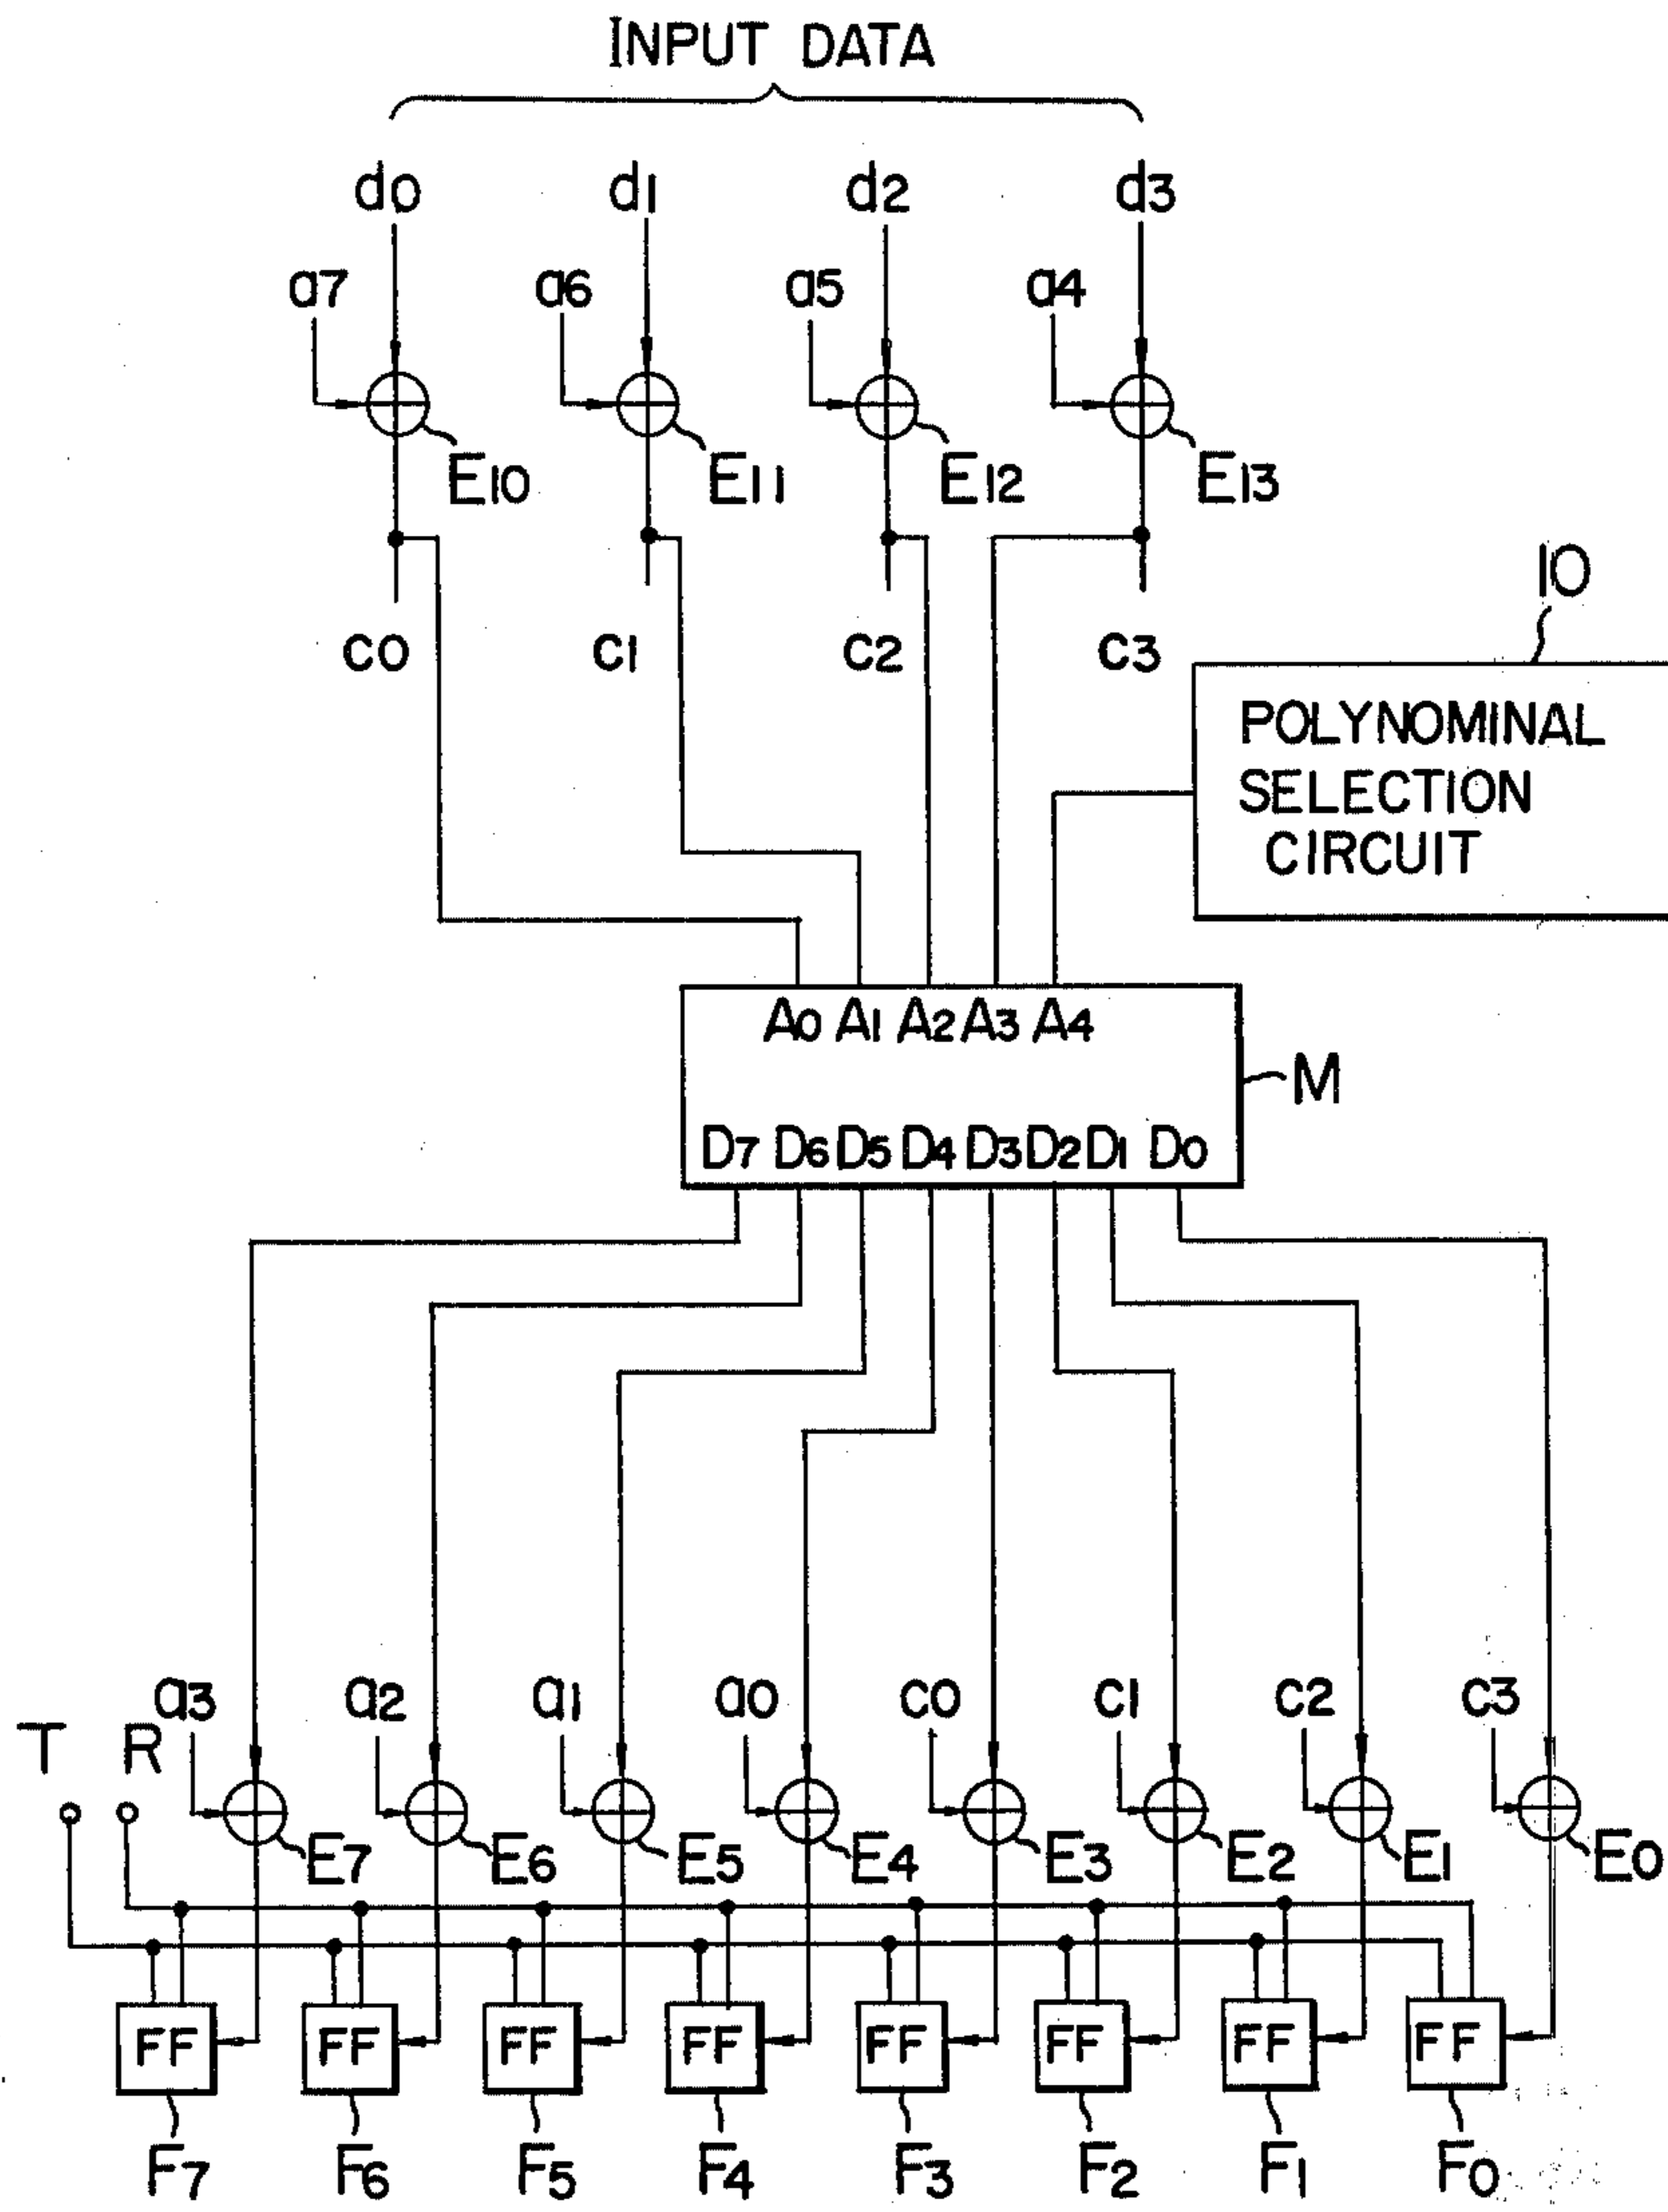 INPUT DATA
d0 d1 d2 d3
a7 a6 a5 a4
E10 E11 E12 E13
10
c0 c1 c2 c3
POLYNOMINAL
SELECTION
CIRCUIT
A0 A1 A2 A3 A4
M
D7 D6 D5 D4 D3 D2 D1 D0
a3 a2 a1 a0 c0 c1 c2 c3
T R
E7 E6 E5 E4 E3 E2 E1 E0
FF FF FF FF FF FF FF FF
F7 F6 F5 F4 F3 F2 F1 F0